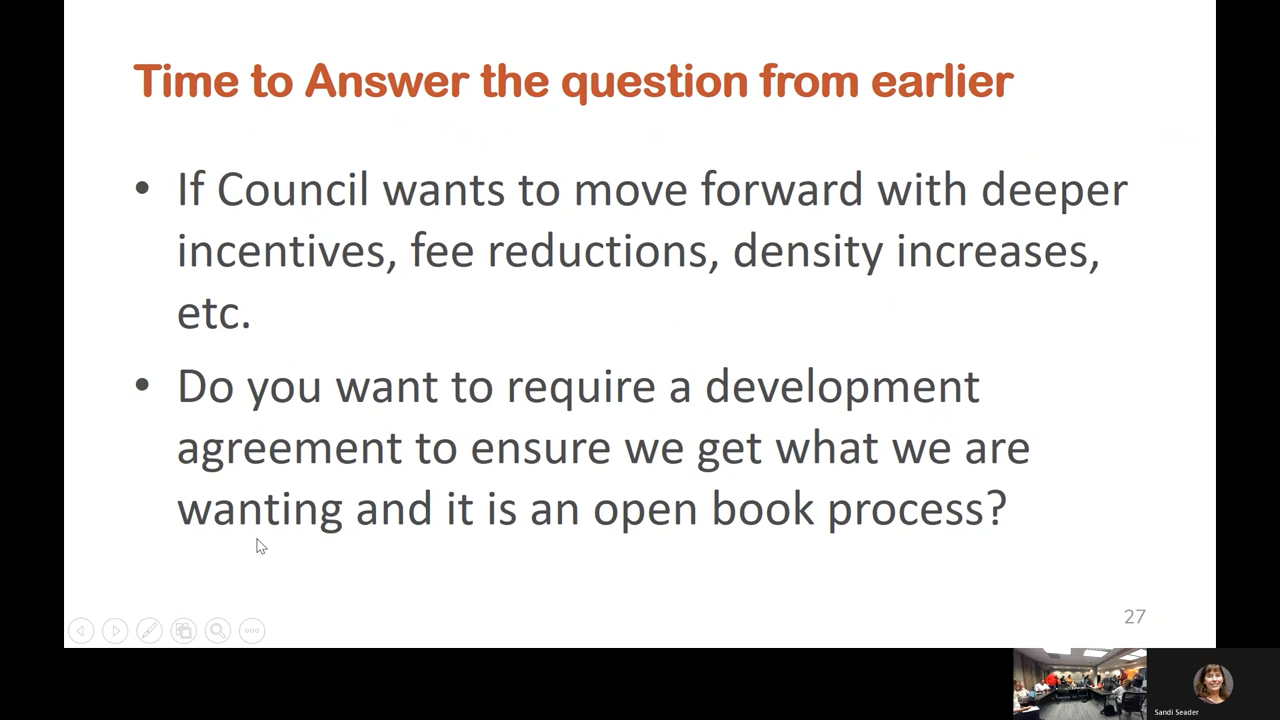 Time to Answer the question from earlier
• If Council wants to move forward with deeper
incentives, fee reductions, density increases,
etc.
• Do you want to require a development
agreement to ensure we get what we are
wanting and it is an open book process?
27
Sandi Seader